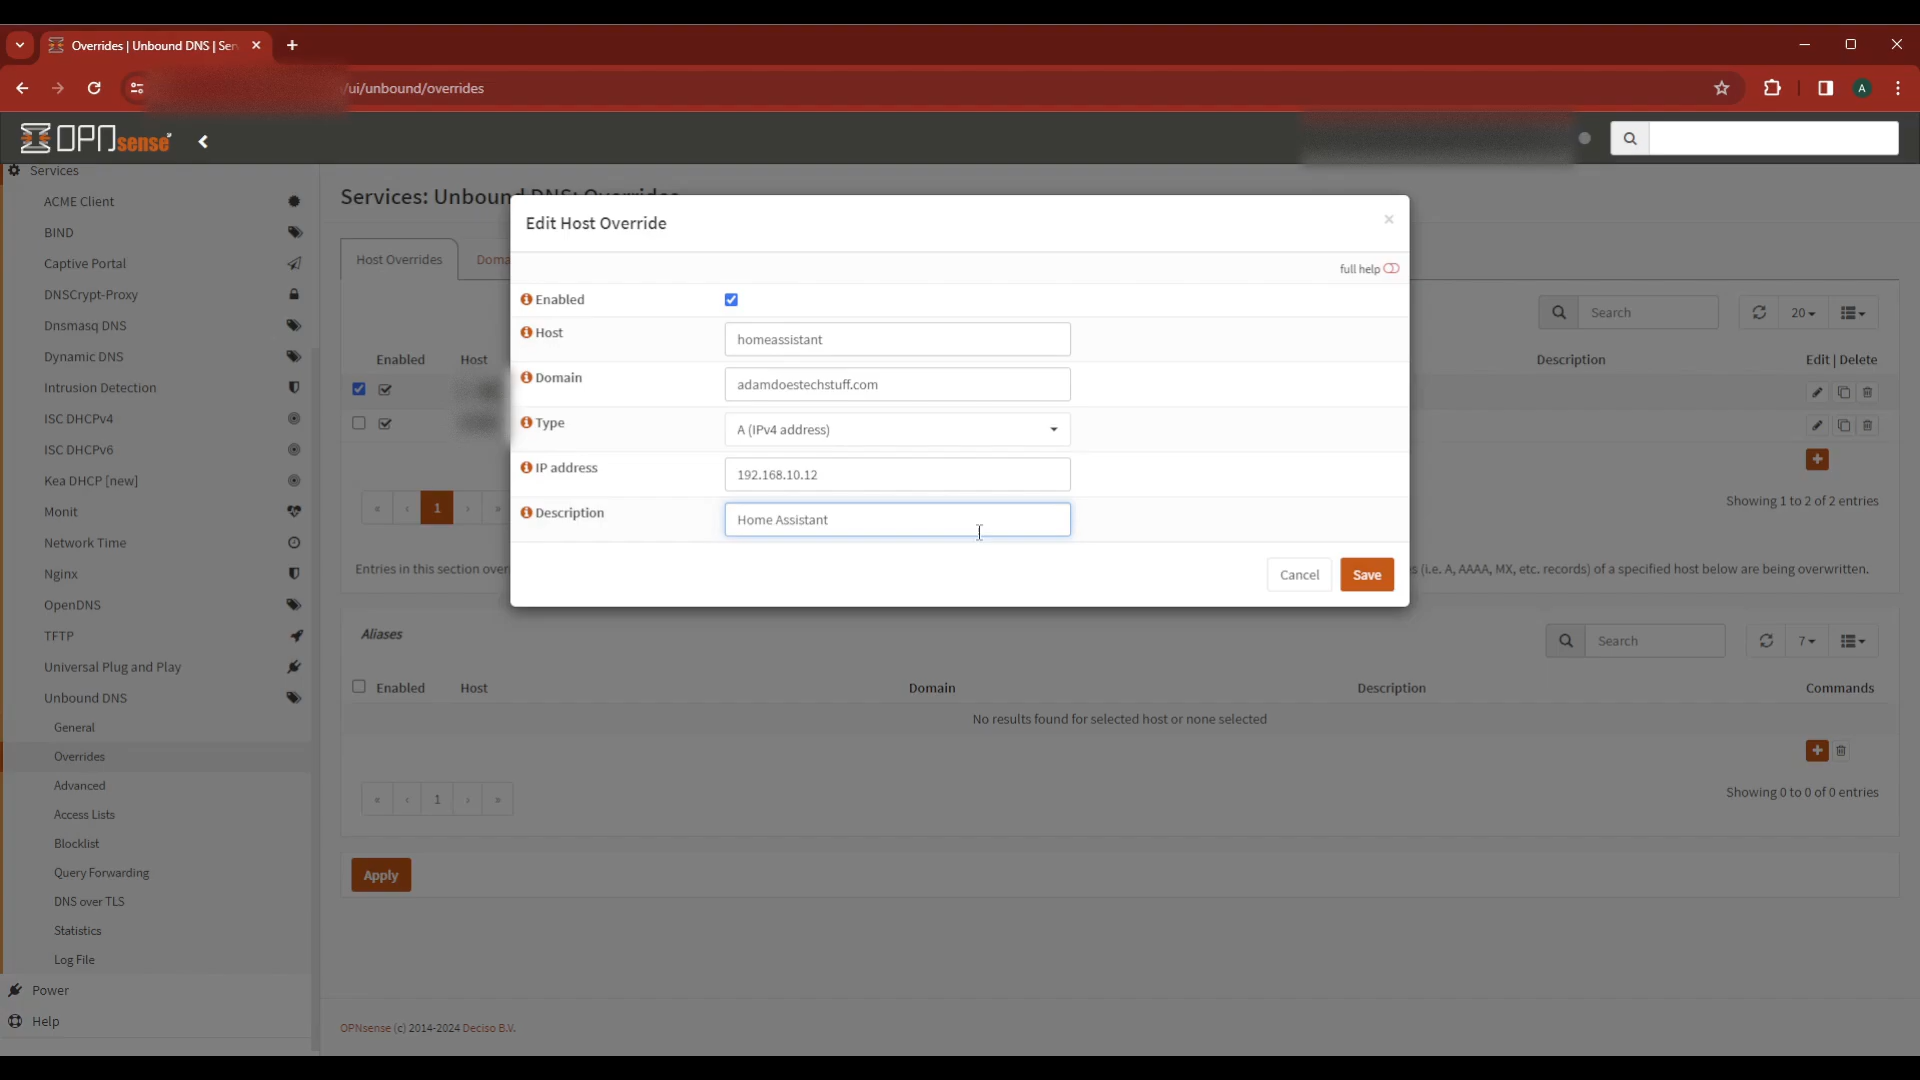 Overrides | Unbound DNS | Ser
/ui/unbound/overrides
A
OPNsense
Services
ACME Client
BIND
Captive Portal
DNSCrypt-Proxy
Dnsmasq DNS
Dynamic DNS
Intrusion Detection
ISC DHCPv4
ISC DHCPv6
Kea DHCP [new]
Monit
Network Time
Nginx
OpenDNS
TFTP
Universal Plug and Play
Unbound DNS
General
Overrides
Advanced
Access Lists
Blocklist
Query Forwarding
DNS over TLS
Statistics
Log File
Power
Help
Services: Unbound DNS: Overrides
Host Overrides
Doma
Search
20
Enabled
Host
Description
Edit | Delete
« ‹ 1 › »
Showing 1 to 2 of 2 entries
Entries in this section over
s (i.e. A, AAAA, MX, etc. records) of a specified host below are being overwritten.
Edit Host Override
×
full help
Enabled
Host
homeassistant
Domain
adamdoestechstuff.com
Type
A (IPv4 address)
IP address
192.168.10.12
Description
Home Assistant
Cancel
Save
Aliases
Search
7
Enabled
Host
Domain
Description
Commands
No results found for selected host or none selected
« ‹ 1 › »
Showing 0 to 0 of 0 entries
Apply
OPNsense (c) 2014-2024 Deciso B.V.